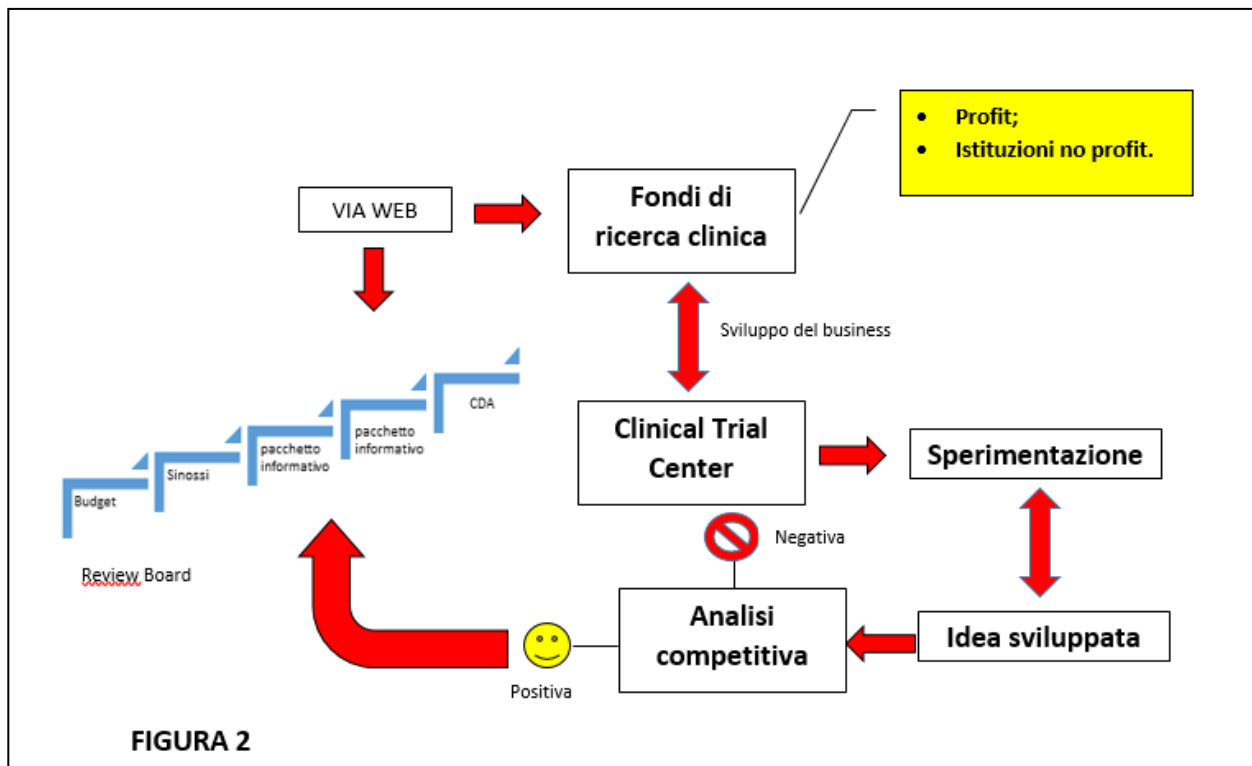 • Profit;
• Istituzioni no profit.
VIA WEB
Fondi di
ricerca clinica
Sviluppo del business
CDA
pacchetto
informativo
pacchetto
informativo
Sinossi
Budget
Review Board
Clinical Trial
Center
Sperimentazione
Negativa
Analisi
competitiva
Idea sviluppata
Positiva
FIGURA 2